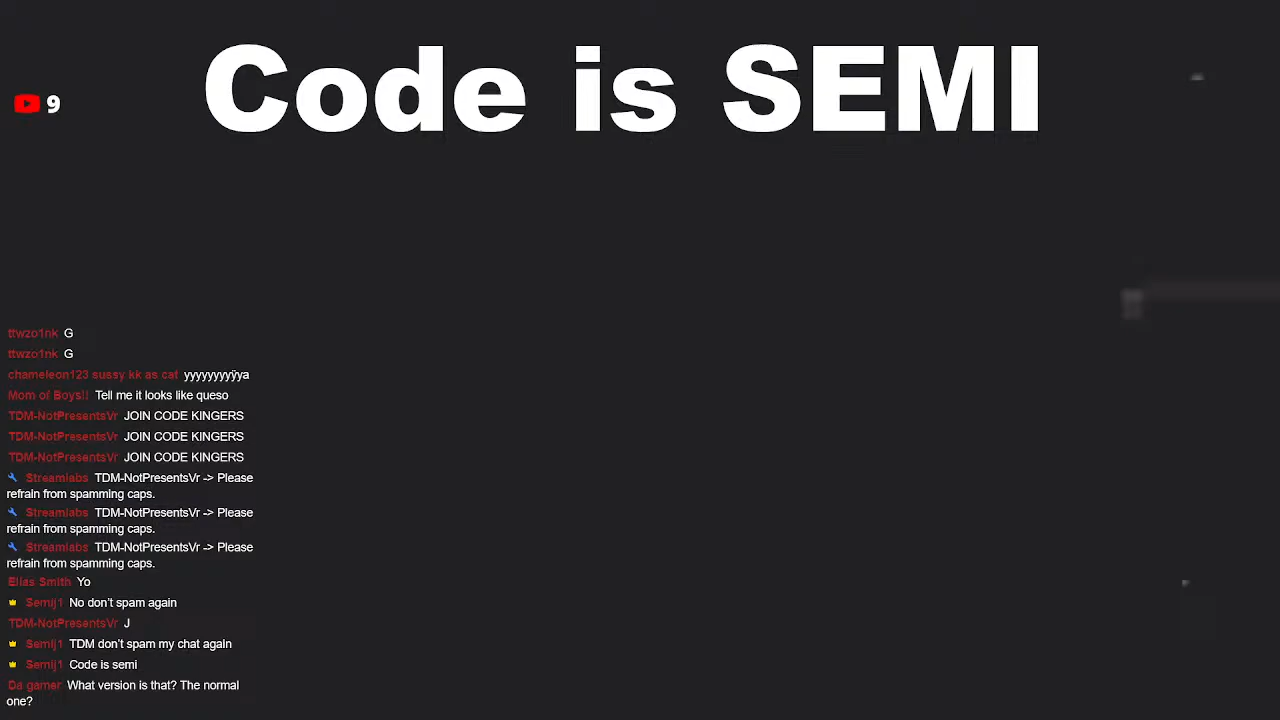 Code is SEMI
9
ttwzo1nk G
ttwzo1nk G
chameleon123 sussy kk as cat yyyyyyyyÿya
Mom of Boys!! Tell me it looks like queso
TDM-NotPresentsVr JOIN CODE KINGERS
TDM-NotPresentsVr JOIN CODE KINGERS
TDM-NotPresentsVr JOIN CODE KINGERS
Streamlabs TDM-NotPresentsVr -> Please
refrain from spamming caps.
Streamlabs TDM-NotPresentsVr -> Please
refrain from spamming caps.
Streamlabs TDM-NotPresentsVr -> Please
refrain from spamming caps.
Elias Smith Yo
Semij1 No don't spam again
TDM-NotPresentsVr J
Semij1 TDM don't spam my chat again
Semij1 Code is semi
Da gamer What version is that? The normal
one?